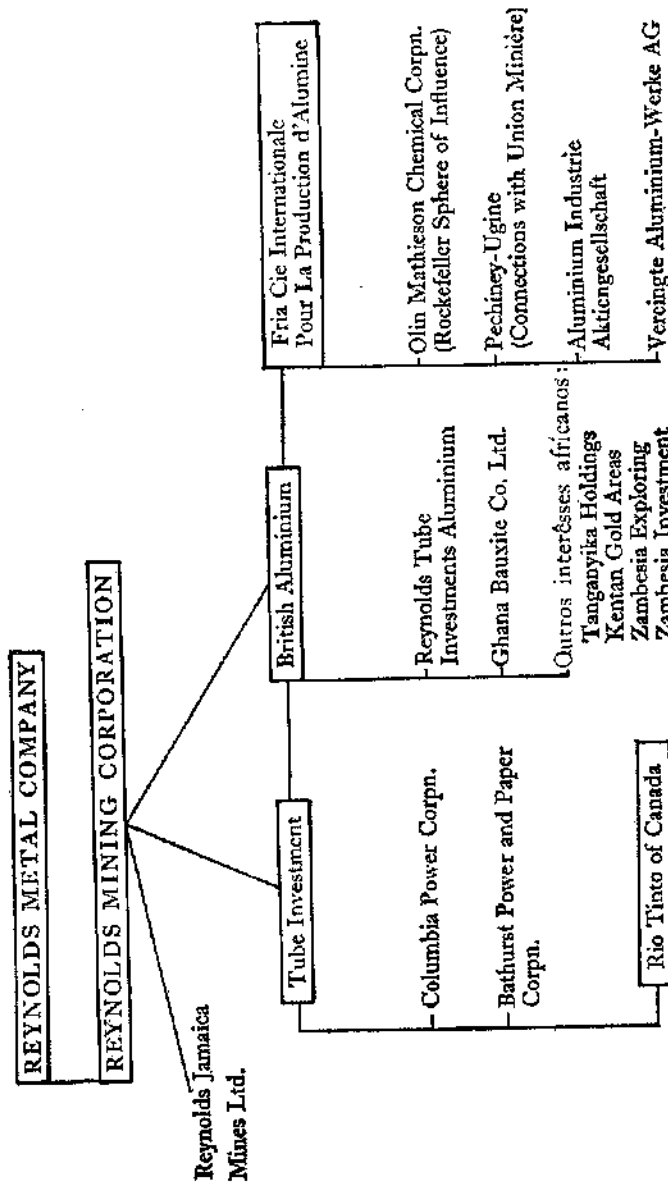 REYNOLDS METAL COMPANY
REYNOLDS MINING CORPORATION
Reynolds Jamaica
Mines Ltd.
Tube Investment
Columbia Power Corpn.
Bathurst Power and Paper
Corpn.
Rio Tinto of Canada
British Aluminium
Reynolds Tube
Investments Aluminium
Ghana Bauxite Co. Ltd.
Outros interêsses africanos:
Tanganyika Holdings
Kentan Gold Areas
Zambesia Exploring
Zambesia Investment
Fria Cie Internationale
Pour La Production d'Alumine
Olin Mathieson Chemical Corpn.
(Rockefeller Sphere of Influence)
Pechiney-Ugine
(Connections with Union Minière)
Aluminium Industrie
Aktiengesellschaft
Vereingte Aluminium-Werke AG